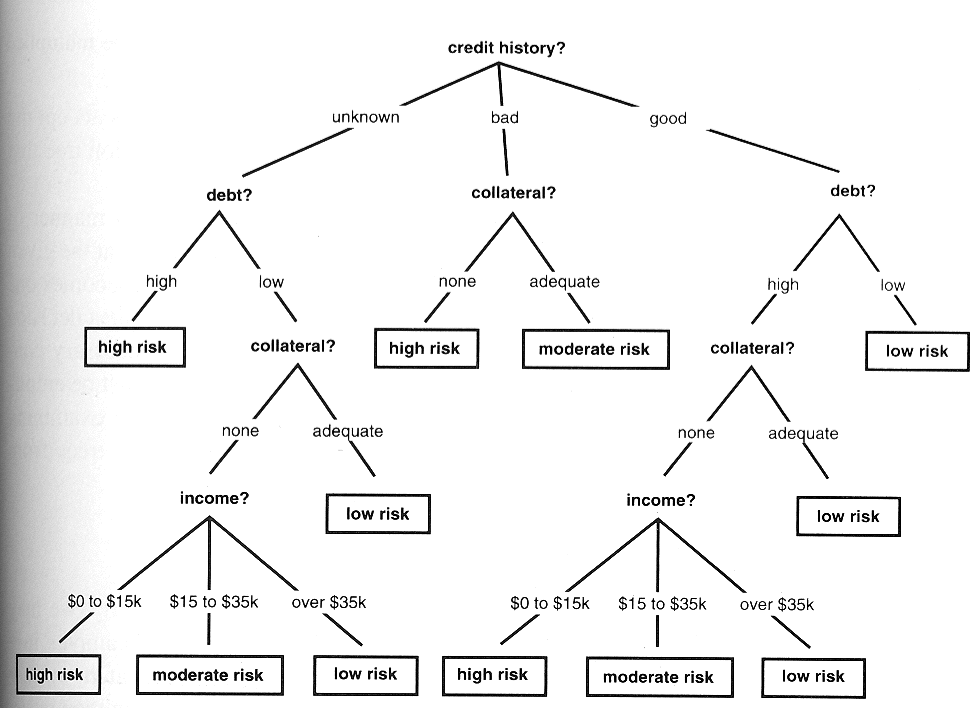 credit history?
unknown
bad
good
debt?
collateral?
debt?
high
low
none
adequate
high
low
high risk
collateral?
high risk
moderate risk
collateral?
low risk
none
adequate
none
adequate
income?
low risk
income?
low risk
$0 to $15k
$15 to $35k
over $35k
$0 to $15k
$15 to $35k
over $35k
high risk
moderate risk
low risk
high risk
moderate risk
low risk